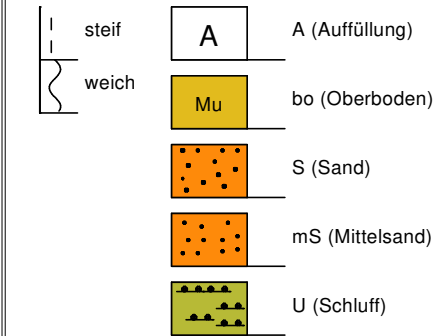 steif
A
A (Auffüllung)
weich
Mu
bo (Oberboden)
S (Sand)
mS (Mittelsand)
U (Schluff)